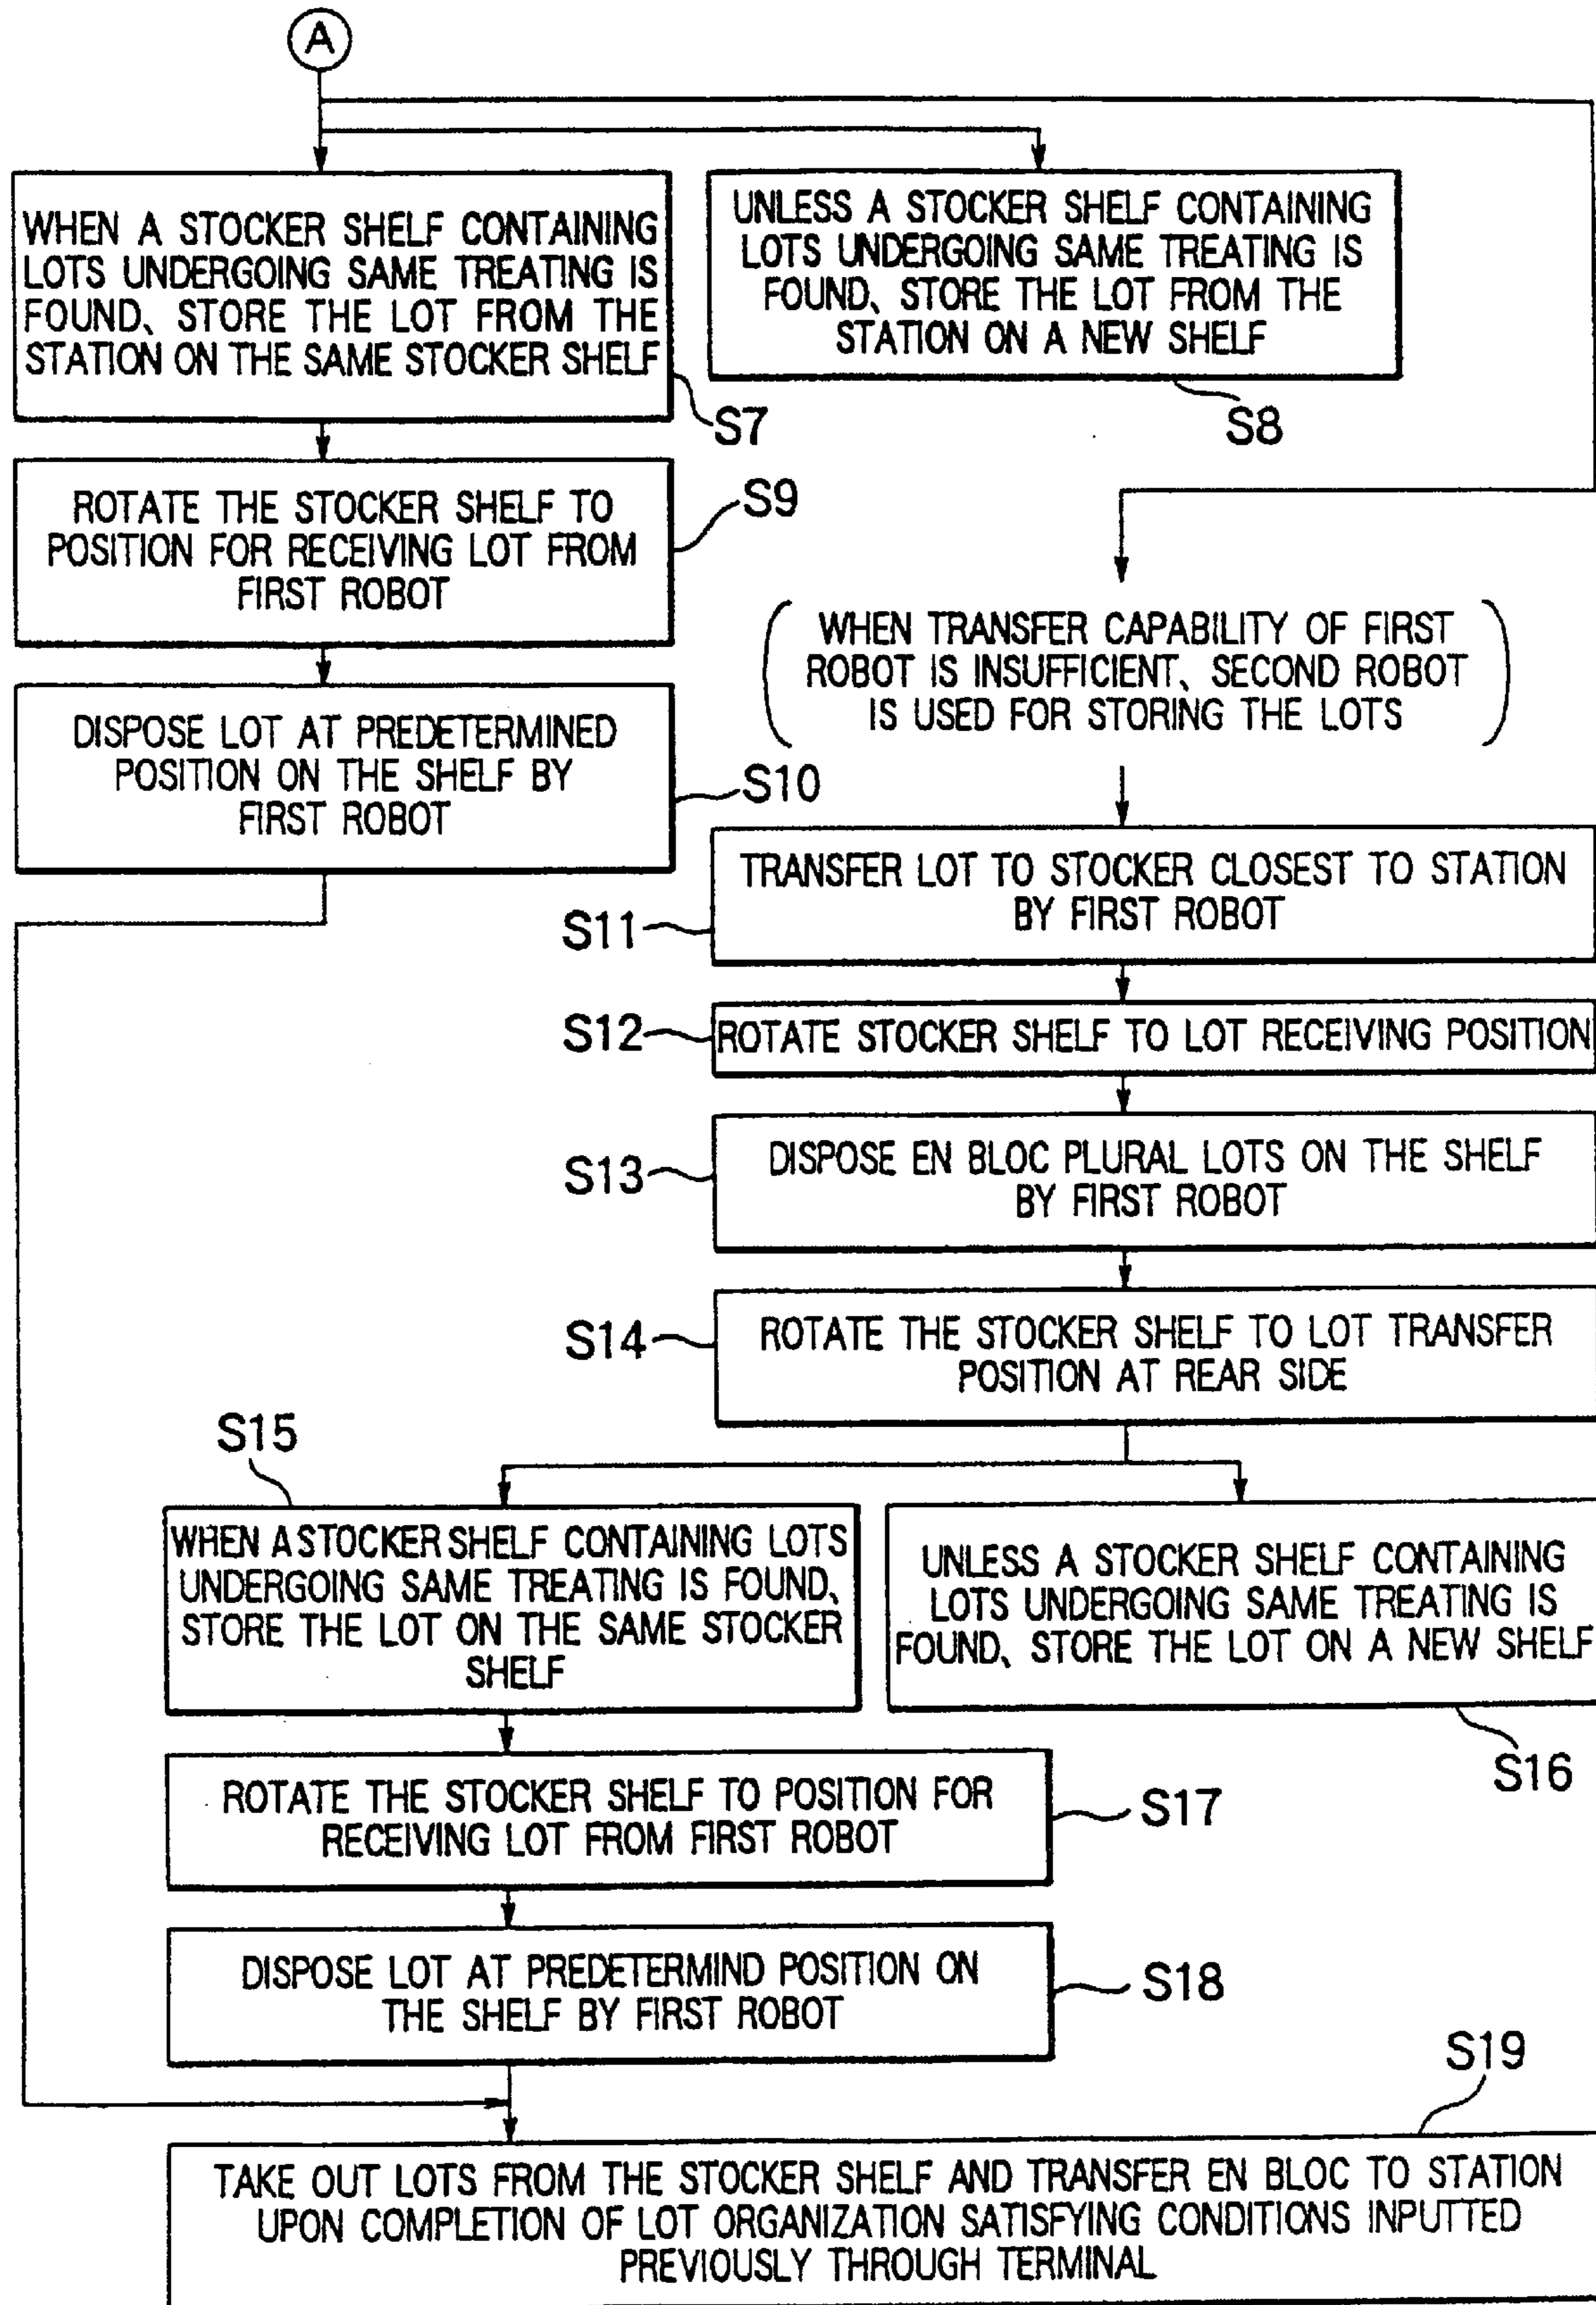 A
WHEN A STOCKER SHELF CONTAINING
LOTS UNDERGOING SAME TREATING IS
FOUND, STORE THE LOT FROM THE
STATION ON THE SAME STOCKER SHELF
S7
UNLESS A STOCKER SHELF CONTAINING
LOTS UNDERGOING SAME TREATING IS
FOUND, STORE THE LOT FROM THE
STATION ON A NEW SHELF
S8
ROTATE THE STOCKER SHELF TO
POSITION FOR RECEIVING LOT FROM
FIRST ROBOT
S9
DISPOSE LOT AT PREDETERMINED
POSITION ON THE SHELF BY
FIRST ROBOT
S10
( WHEN TRANSFER CAPABILITY OF FIRST
ROBOT IS INSUFFICIENT, SECOND ROBOT
IS USED FOR STORING THE LOTS )
TRANSFER LOT TO STOCKER CLOSEST TO STATION
BY FIRST ROBOT
S11
S12
ROTATE STOCKER SHELF TO LOT RECEIVING POSITION
DISPOSE EN BLOC PLURAL LOTS ON THE SHELF
BY FIRST ROBOT
S13
ROTATE THE STOCKER SHELF TO LOT TRANSFER
POSITION AT REAR SIDE
S14
S15
WHEN A STOCKER SHELF CONTAINING LOTS
UNDERGOING SAME TREATING IS FOUND,
STORE THE LOT ON THE SAME STOCKER
SHELF
UNLESS A STOCKER SHELF CONTAINING
LOTS UNDERGOING SAME TREATING IS
FOUND, STORE THE LOT ON A NEW SHELF
S16
ROTATE THE STOCKER SHELF TO POSITION FOR
RECEIVING LOT FROM FIRST ROBOT
S17
DISPOSE LOT AT PREDETERMIND POSITION ON
THE SHELF BY FIRST ROBOT
S18
S19
TAKE OUT LOTS FROM THE STOCKER SHELF AND TRANSFER EN BLOC TO STATION
UPON COMPLETION OF LOT ORGANIZATION SATISFYING CONDITIONS INPUTTED
PREVIOUSLY THROUGH TERMINAL